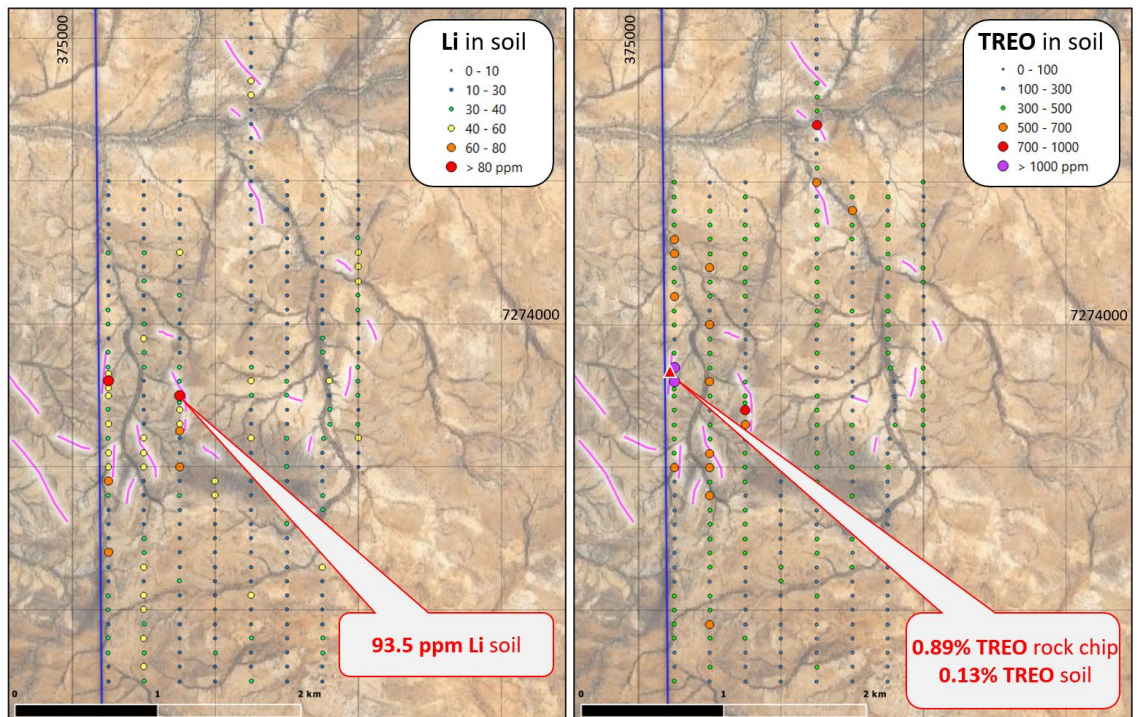 375000
Li in soil
0 - 10
10 - 30
30 - 40
40 - 60
60 - 80
> 80 ppm
7274000
93.5 ppm Li soil
0
1
2 km
375000
TREO in soil
0 - 100
100 - 300
300 - 500
500 - 700
700 - 1000
> 1000 ppm
7274000
0.89% TREO rock chip
0.13% TREO soil
0
1
2 km